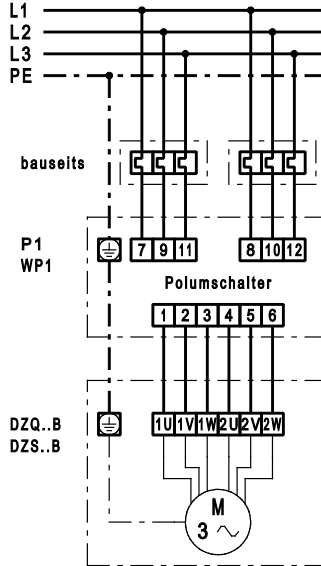 L1
L2
L3
PE
bauseits
P1
WP1
7 9 11 8 10 12
Polumschalter
1 2 3 4 5 6
DZQ..B
DZS..B
1U 1V 1W 2U 2V 2W
M
3 ~